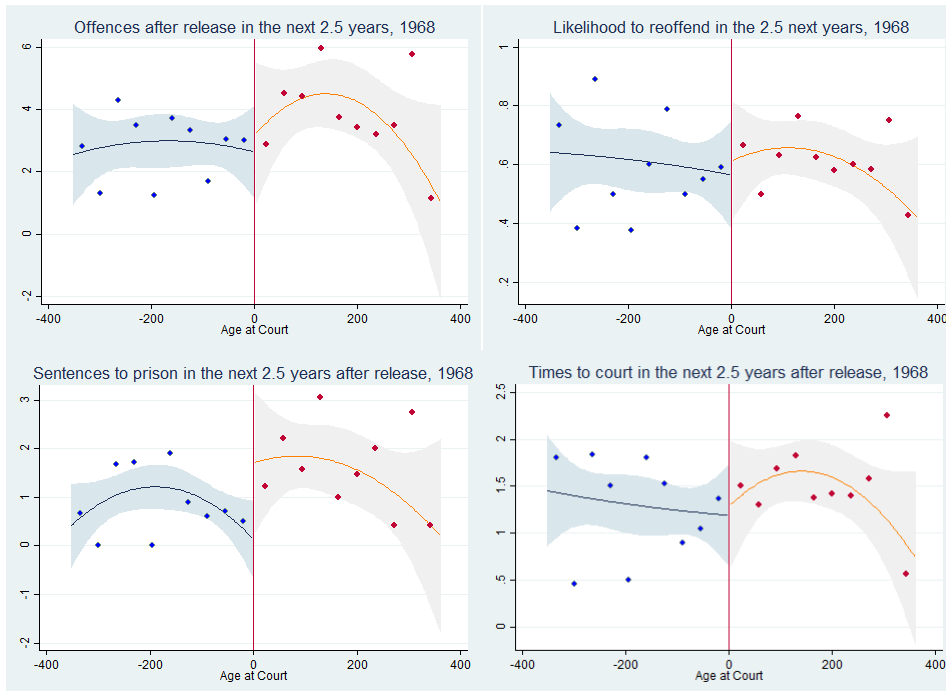 Offences after release in the next 2.5 years, 1968
6
4
2
0
-2
-400 -200 0 200 400
Age at Court
Likelihood to reoffend in the 2.5 next years, 1968
1
.8
.6
.4
.2
-400 -200 0 200 400
Age at Court
Sentences to prison in the next 2.5 years after release, 1968
3
2
1
0
-1
-2
-400 -200 0 200 400
Age at Court
Times to court in the next 2.5 years after release, 1968
2.5
2
1.5
1
.5
0
-400 -200 0 200 400
Age at Court